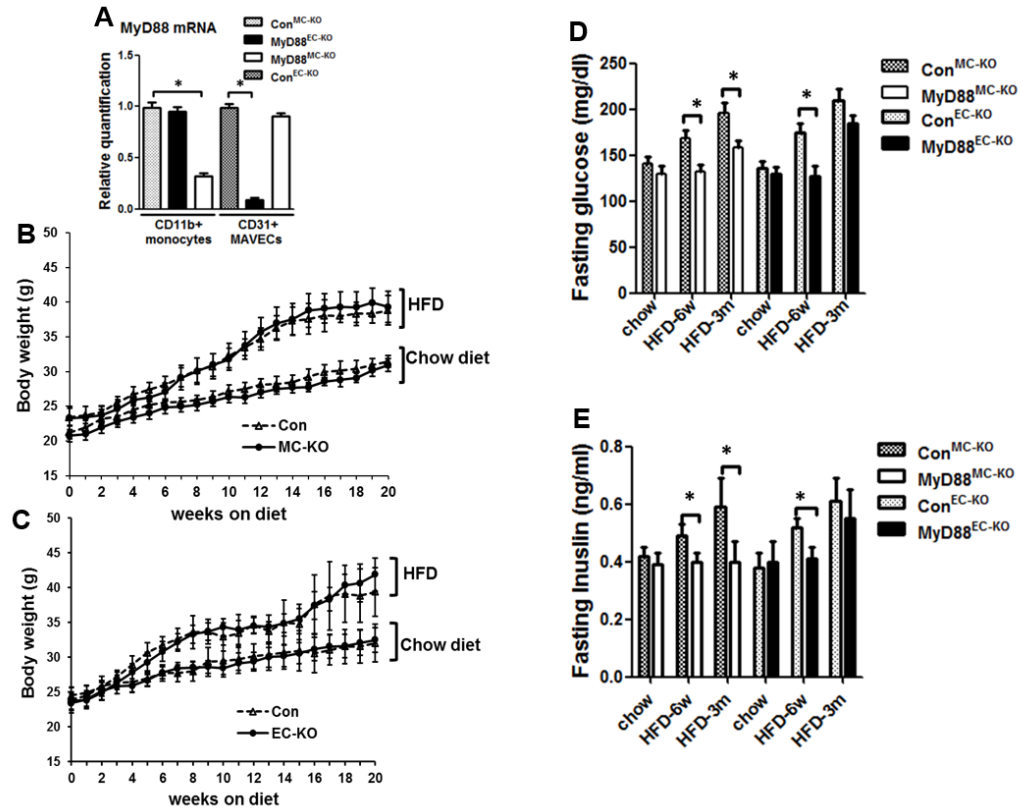 A
MyD88 mRNA
Con^MC-KO
MyD88^EC-KO
MyD88^MC-KO
Con^EC-KO
Relative quantification
1.5
1.0
0.5
0.0
*
*
CD11b+ monocytes
CD31+ MAVECs
B
Body weight (g)
50
45
40
35
30
25
20
15
HFD
Chow diet
Con
MC-KO
0 2 4 6 8 10 11 12 14 16 18 20
weeks on diet
C
Body weight (g)
50
45
40
35
30
25
20
15
HFD
Chow diet
Con
EC-KO
0 2 4 6 8 10 11 12 14 16 18 20
weeks on diet
D
Fasting glucose (mg/dl)
250
200
150
100
50
0
*
*
*
Con^MC-KO
MyD88^MC-KO
Con^EC-KO
MyD88^EC-KO
chow HFD-6w HFD-3m chow HFD-6w HFD-3m
E
Fasting Inuslin (ng/ml)
0.8
0.6
0.4
0.2
0.0
*
*
*
Con^MC-KO
MyD88^MC-KO
Con^EC-KO
MyD88^EC-KO
chow HFD-6w HFD-3m chow HFD-6w HFD-3m